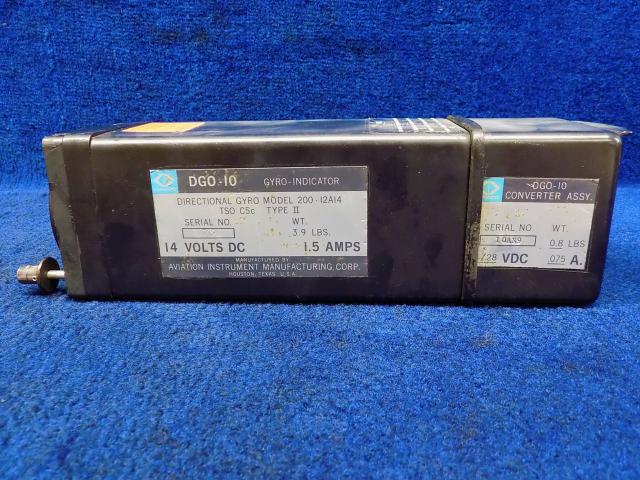 DGO-10 GYRO-INDICATOR
DIRECTIONAL GYRO MODEL 200-12A14
TSO C5c TYPE II
SERIAL NO. WT.
3.9 LBS.
14 VOLTS DC 1.5 AMPS
MANUFACTURED BY
AVIATION INSTRUMENT MANUFACTURING CORP.
HOUSTON, TEXAS U.S.A.
DGO-10
CONVERTER ASSY.
SERIAL NO. WT.
0.8 LBS
/28 VDC .075 A.